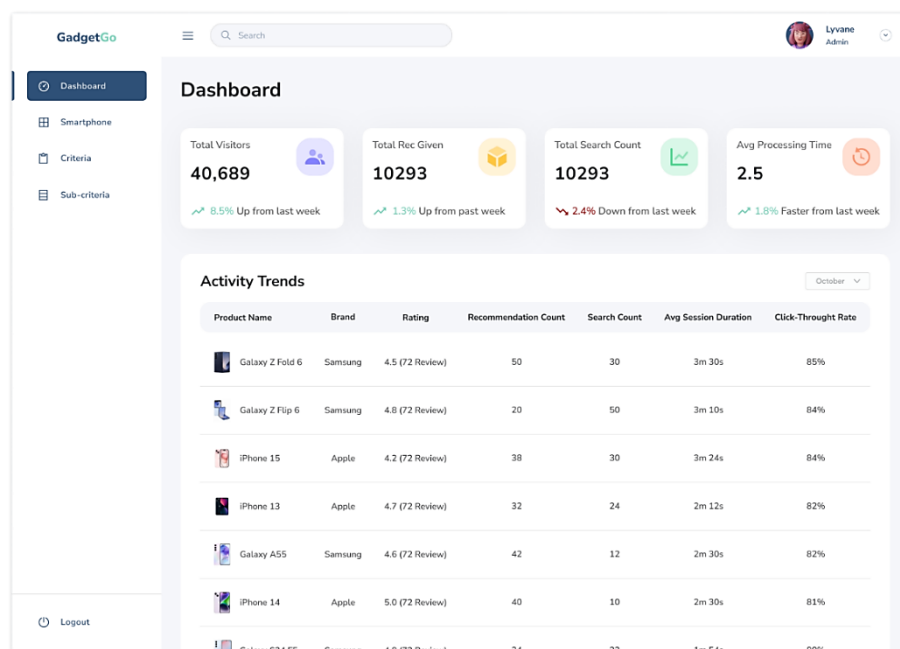 GadgetGo
Search
Lyvane
Admin
Dashboard
Smartphone
Criteria
Sub-criteria
Logout
Dashboard
Total Visitors
40,689
8.5% Up from last week
Total Rec Given
10293
1.3% Up from past week
Total Search Count
10293
2.4% Down from last week
Avg Processing Time
2.5
1.8% Faster from last week
Activity Trends
October
Product Name Brand Rating Recommendation Count Search Count Avg Session Duration Click-Throught Rate
Galaxy Z Fold 6 Samsung 4.5 (72 Review) 50 30 3m 30s 85%
Galaxy Z Flip 6 Samsung 4.8 (72 Review) 20 50 3m 10s 84%
iPhone 15 Apple 4.2 (72 Review) 38 30 3m 24s 84%
iPhone 13 Apple 4.7 (72 Review) 32 24 2m 12s 82%
Galaxy A55 Samsung 4.6 (72 Review) 42 12 2m 30s 82%
iPhone 14 Apple 5.0 (72 Review) 40 10 2m 30s 81%